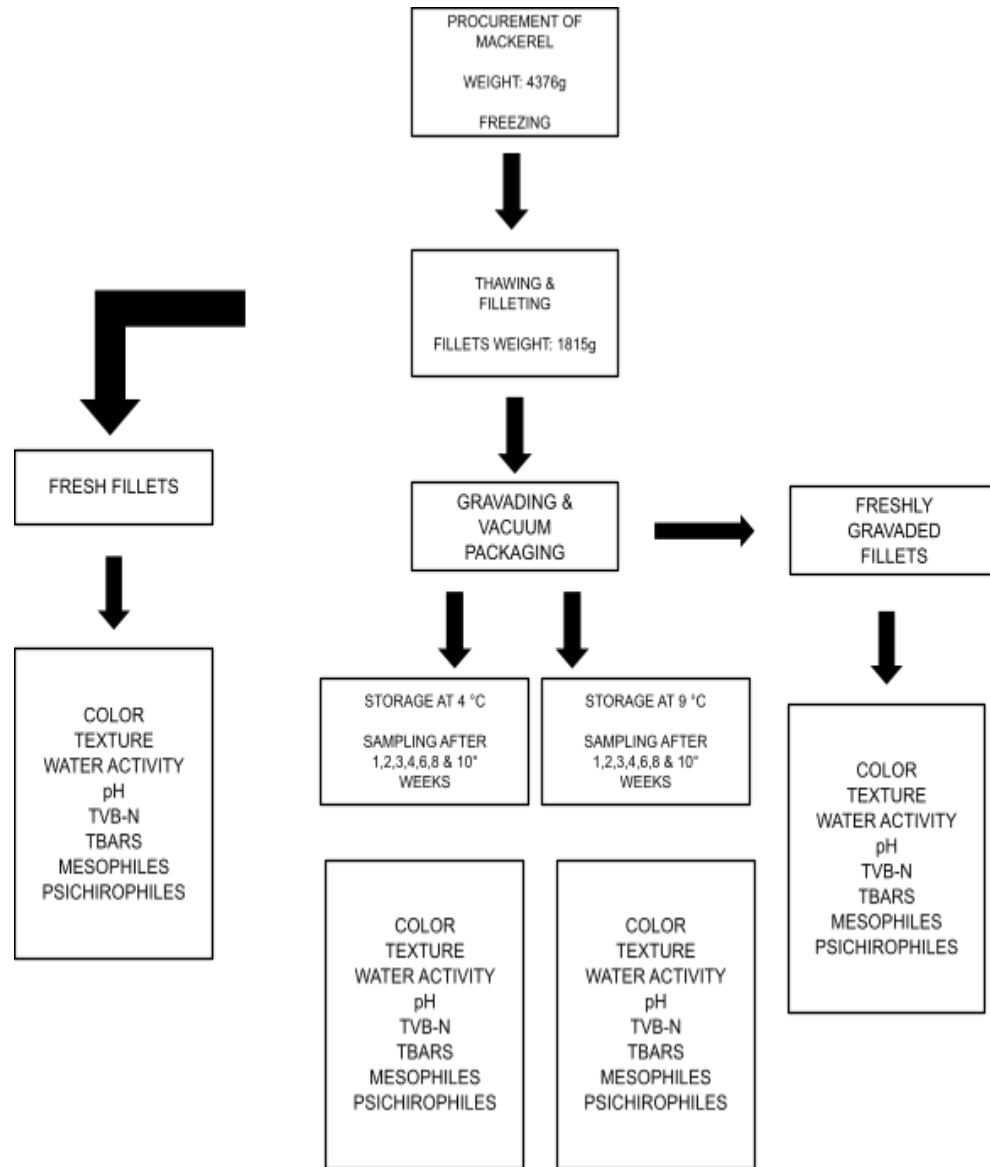 PROCUREMENT OF
MACKEREL
WEIGHT: 4376g
FREEZING
THAWING &
FILLETING
FILLETS WEIGHT: 1815g
FRESH FILLETS
GRAVADING &
VACUUM
PACKAGING
FRESHLY
GRAVADED
FILLETS
COLOR
TEXTURE
WATER ACTIVITY
pH
TVB-N
TBARS
MESOPHILES
PSICHIROPHILES
STORAGE AT 4 °C
SAMPLING AFTER
1,2,3,4,6,8 & 10*
WEEKS
STORAGE AT 9 °C
SAMPLING AFTER
1,2,3,4,6,8 & 10*
WEEKS
COLOR
TEXTURE
WATER ACTIVITY
pH
TVB-N
TBARS
MESOPHILES
PSICHIROPHILES
COLOR
TEXTURE
WATER ACTIVITY
pH
TVB-N
TBARS
MESOPHILES
PSICHIROPHILES
COLOR
TEXTURE
WATER ACTIVITY
pH
TVB-N
TBARS
MESOPHILES
PSICHIROPHILES